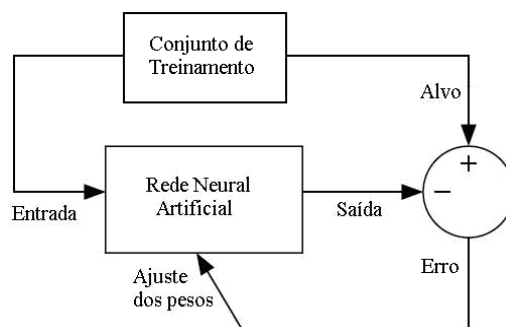 Conjunto de
Treinamento
Alvo
+
Rede Neural
Artificial
−
Entrada
Saída
Ajuste
dos pesos
Erro